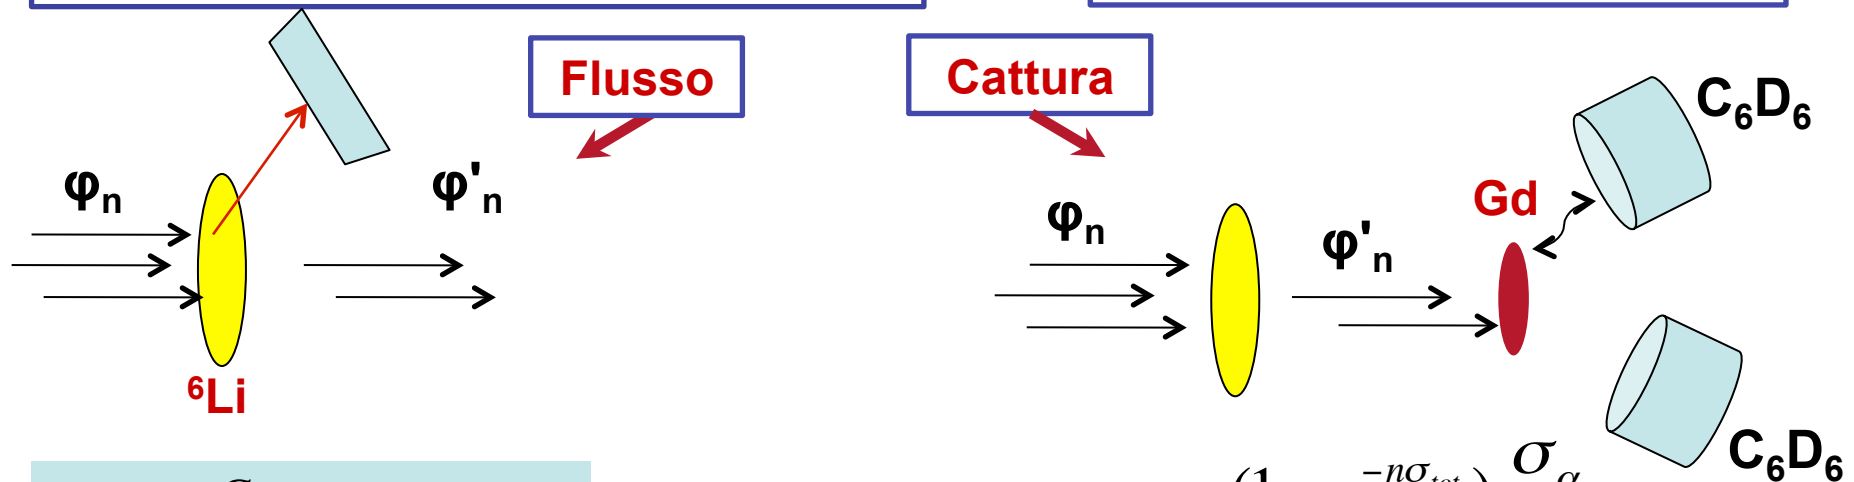 Flusso
Cattura
C₆D₆
φₙ
φ'ₙ
Gd
φₙ
φ'ₙ
⁶Li
C₆D₆